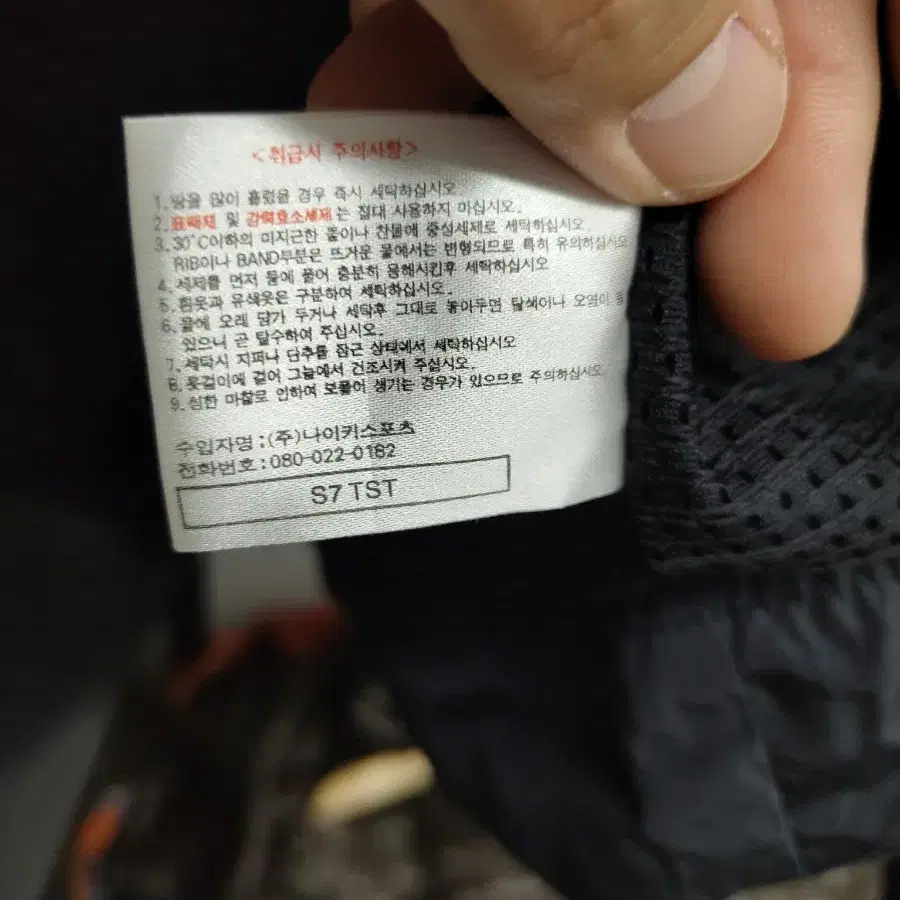 <취급시 주의사항>
1. 땀을 많이 흘렸을 경우 즉시 세탁하십시오
2. 표백제 및 강력효소세제는 절대 사용하지 마십시오.
3. 30℃이하의 미지근한 물이나 찬물에 중성세제로 세탁하십시오.
RIB이나 BAND부분은 뜨거운 물에서는 변형되므로 특히 유의하십시오
4. 세제를 먼저 물에 풀어 충분히 용해시킨후 세탁하십시오
5. 흰옷과 유색옷은 구분하여 세탁하십시오.
6. 물에 오래 담가 두거나 세탁후 그대로 놓아두면 탈색이나 오염이
있으니 곧 탈수하여 주십시오.
7. 세탁시 지퍼나 단추를 잠근 상태에서 세탁하십시오
8. 옷걸이에 걸어 그늘에서 건조시켜 주십시오.
9. 심한 마찰로 인하여 보풀이 생기는 경우가 있으므로 주의하십시오.
수입자명:(주)나이키스포츠
전화번호:080-022-0182
S7 TST